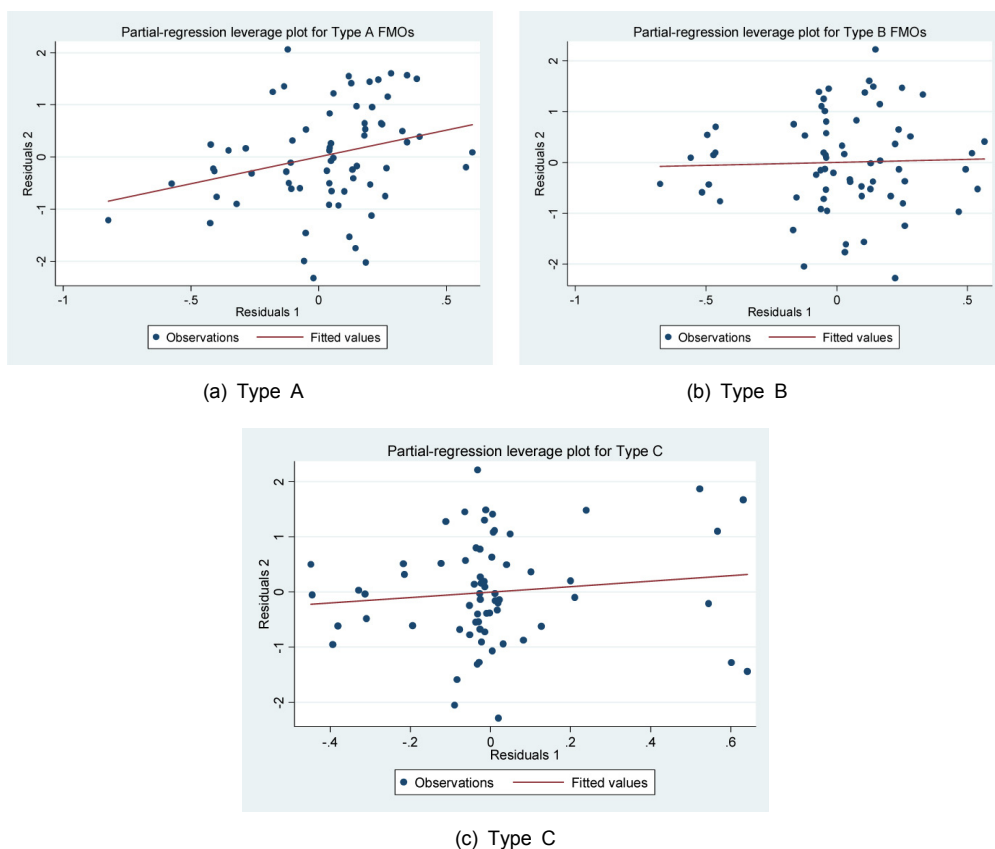 Partial-regression leverage plot for Type A FMOs
Residuals 2
2
1
0
-1
-2
-1
-.5
0
.5
Residuals 1
Observations
Fitted values
(a) Type A
Partial-regression leverage plot for Type B FMOs
Residuals 2
2
1
0
-1
-2
-1
-.5
0
.5
Residuals 1
Observations
Fitted values
(b) Type B
Partial-regression leverage plot for Type C
Residuals 2
2
1
0
-1
-2
-.4
-.2
0
.2
.4
.6
Residuals 1
Observations
Fitted values
(c) Type C